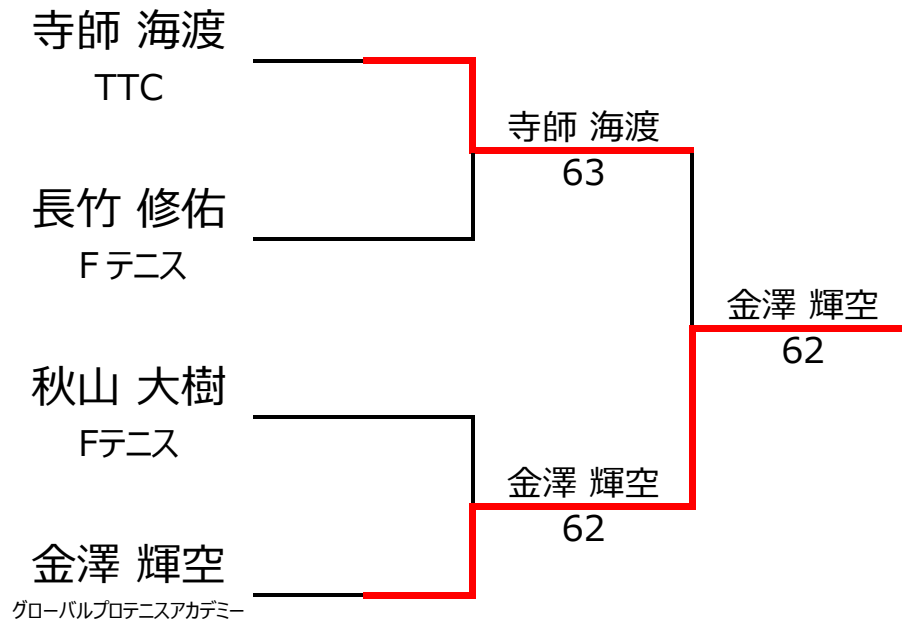 寺師 海渡
TTC
寺師 海渡
63
長竹 修佑
F テニス
金澤 輝空
62
秋山 大樹
Fテニス
金澤 輝空
62
金澤 輝空
グローバルプロテニスアカデミー